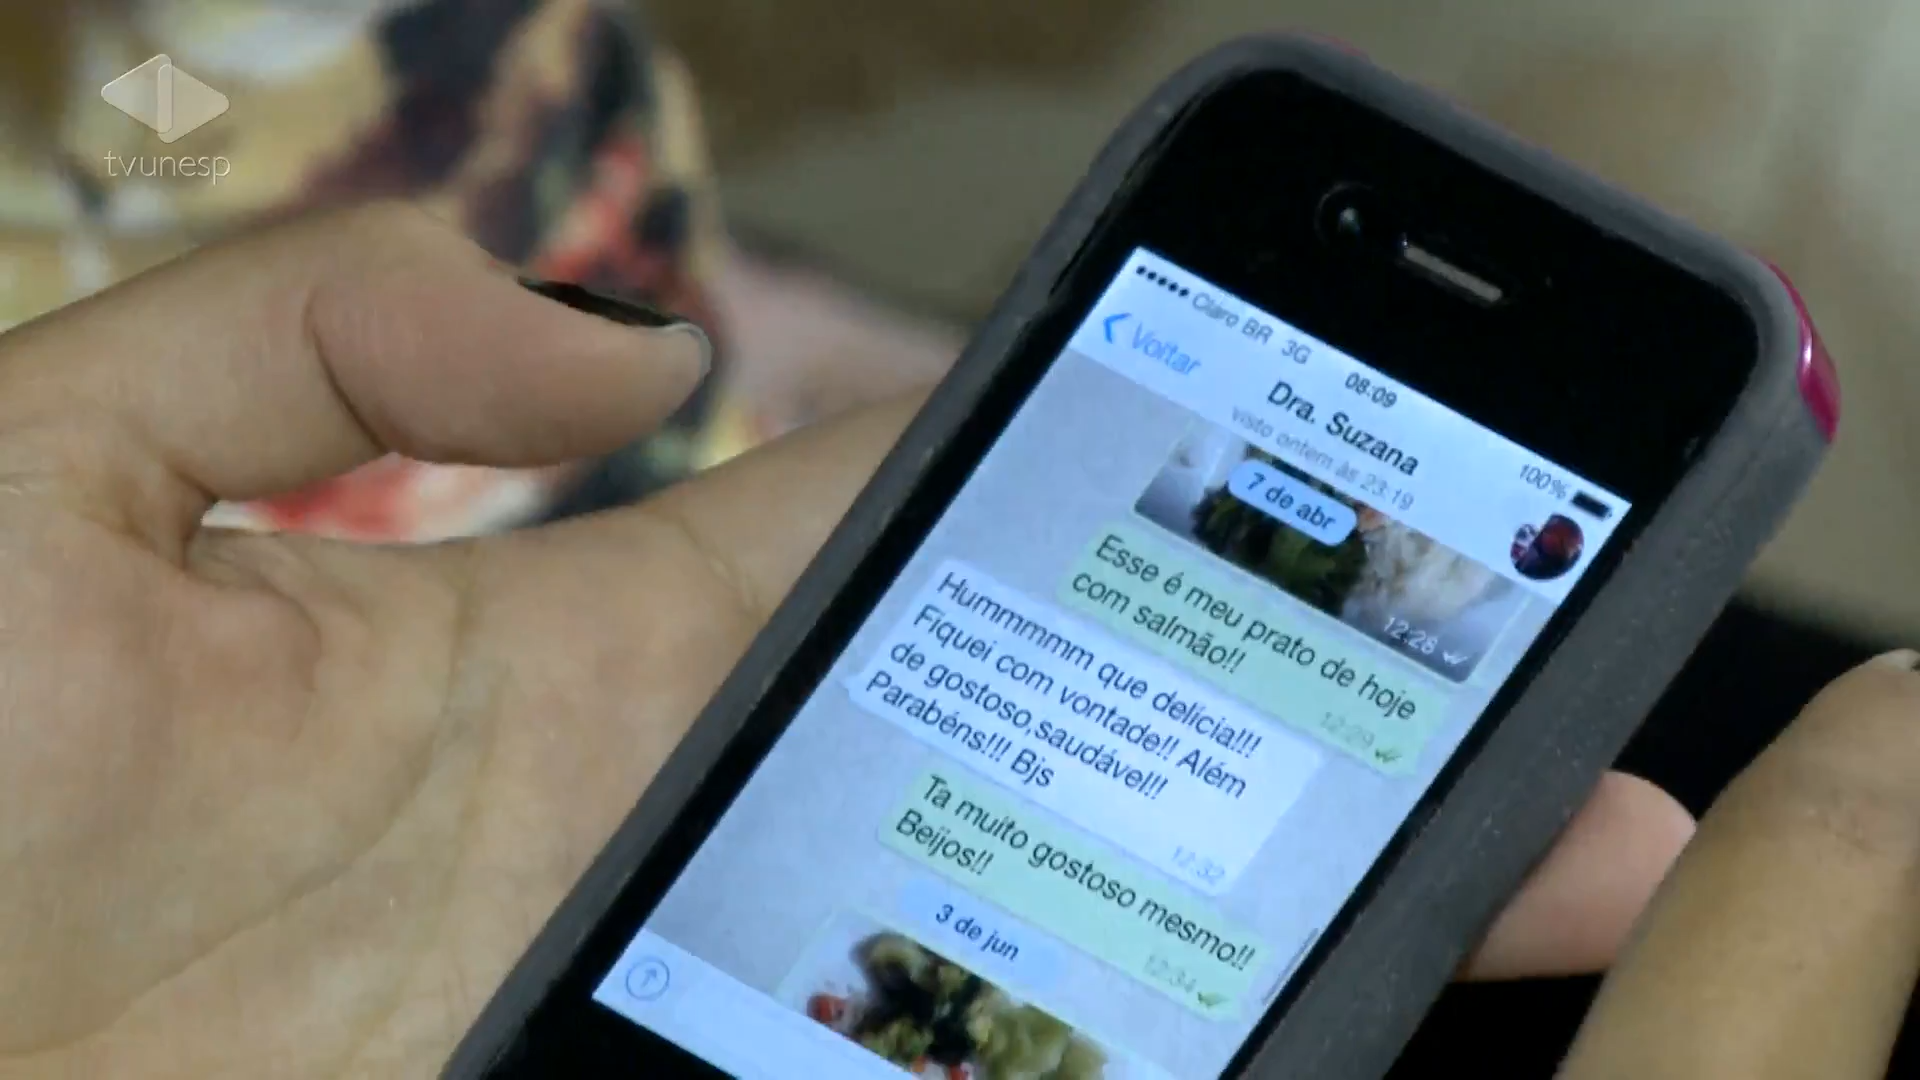 tvunesp
Claro BR 3G 08:09 100%
Voltar
Dra. Suzana
visto ontem às 23:19
7 de abr
12:28
Esse é meu prato de hoje
com salmão!!
12:29
Hummmmm que delícia!!!
Fiquei com vontade!! Além
de gostoso,saudável!!
Parabéns!!! Bjs
12:32
Ta muito gostoso mesmo!!
Beijos!!
12:34
3 de jun